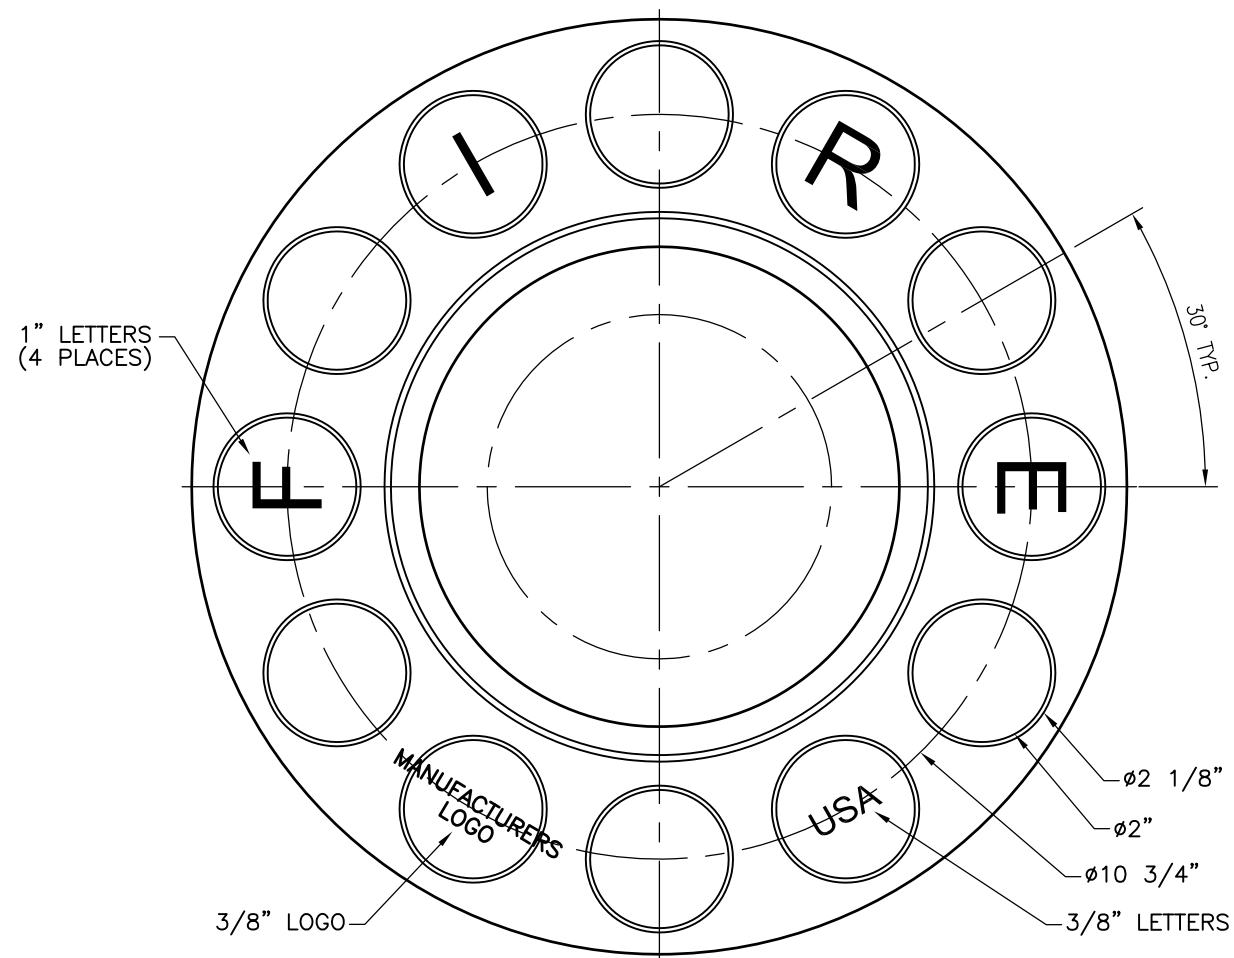 F
I
R
E
1” LETTERS
(4 PLACES)
30° TYP.
MANUFACTURERS
LOGO
USA
ø2 1/8”
ø2”
ø10 3/4”
3/8” LETTERS
3/8” LOGO